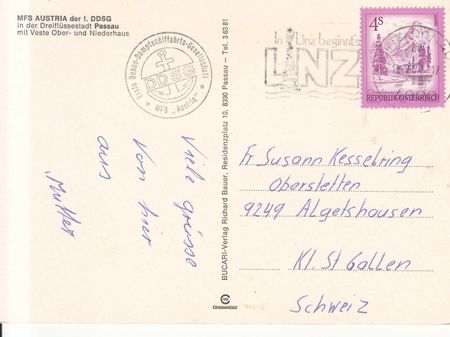 MFS AUSTRIA der I. DDSG
in der Dreiflüssestadt Passau
mit Veste Ober- und Niederhaus
Erste Donau-Dampfschiffahrts-Gesellschaft
DDSG
* MFS „Austria" *
BUCARI-Verlag Richard Bauer, Residenzplatz 10, 8390 Passau — Tel. 3 63 81
In Linz beginnt's
LINZ
4S
REPUBLIK ÖSTERREICH
Viele grüsse
von hier
aus
Mutter
Fr Susann Kesselring
Obersteften
9249 Algetshausen
Kt. St Gallen
Schweiz